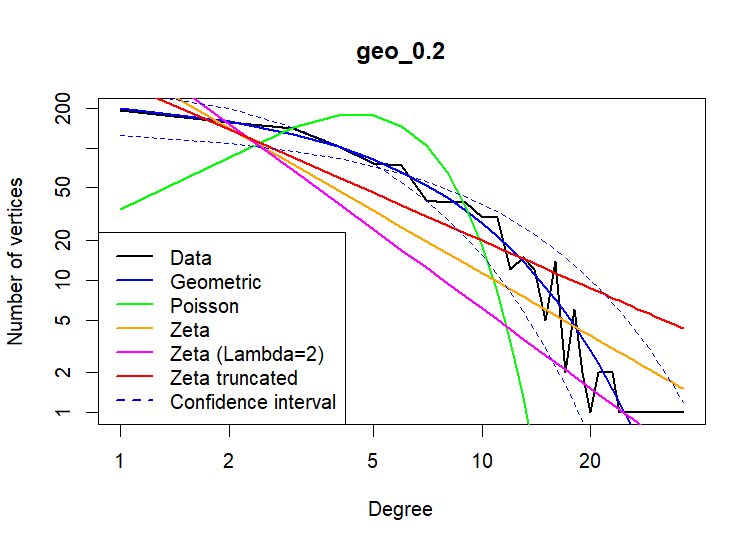 geo_0.2
Number of vertices
200
50
20
10
5
2
1
Data
Geometric
Poisson
Zeta
Zeta (Lambda=2)
Zeta truncated
Confidence interval
1 2 5 10 20
Degree